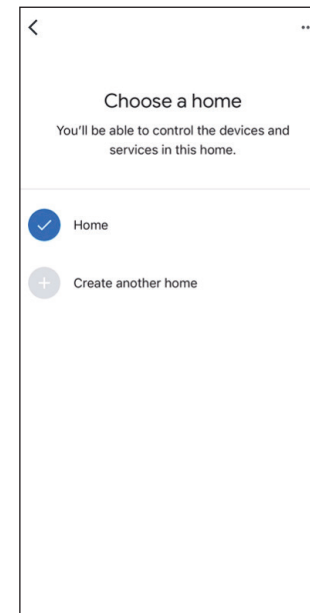 Choose a home
You'll be able to control the devices and
services in this home.
Home
Create another home